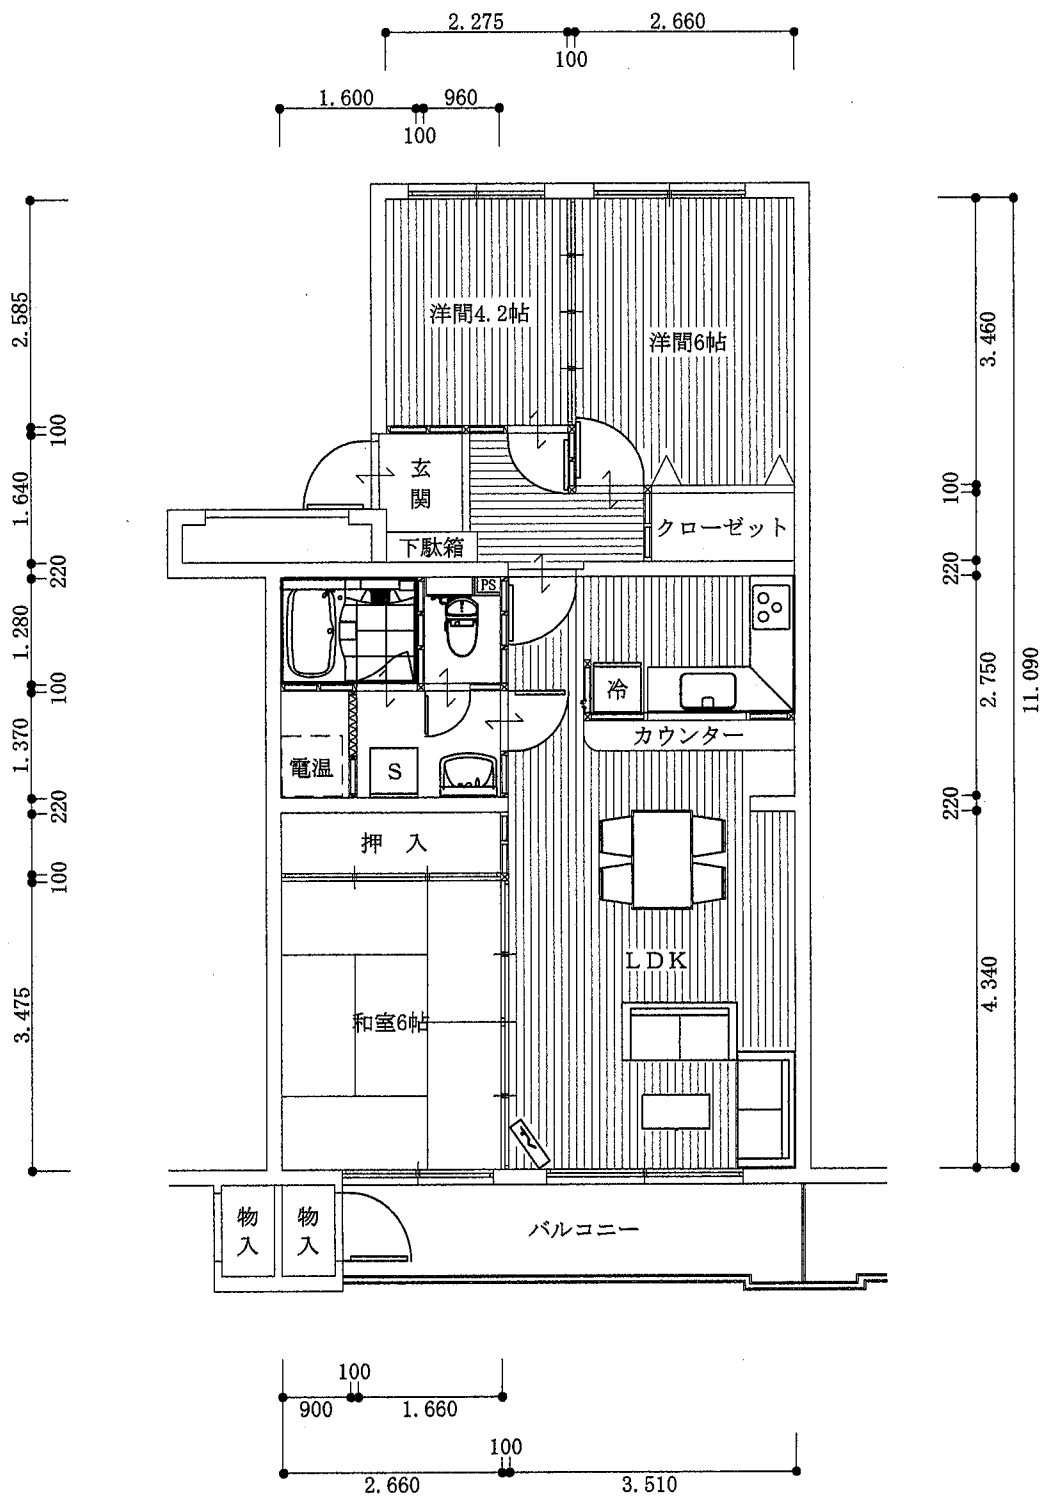 2.275
2.660
100
1.600
960
100
2.585
100
1.640
220
1.280
100
1.370
220
100
3.475
3.460
100
220
2.750
220
4.340
11.090
洋間4.2帖
洋間6帖
玄関
クローゼット
下駄箱
PS
冷
カウンター
電温
S
押入
LDK
和室6帖
物入
物入
バルコニー
100
900
1.660
100
2.660
3.510